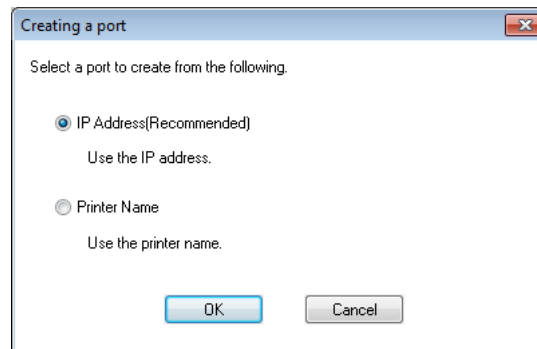 Creating a port
Select a port to create from the following.
IP Address(Recommended)
Use the IP address.
Printer Name
Use the printer name.
OK
Cancel